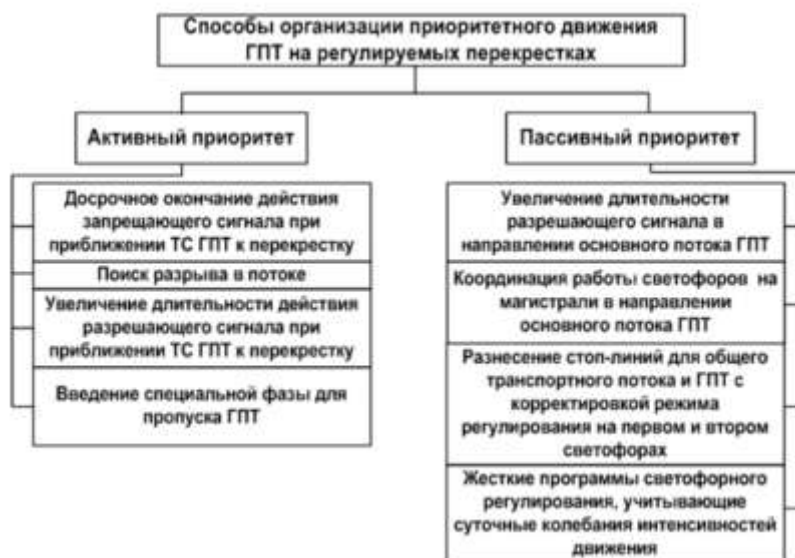 Способы организации приоритетного движения
ГПТ на регулируемых перекрестках
Активный приоритет
Досрочное окончание действия
запрещающего сигнала при
приближении ТС ГПТ к перекрестку
Поиск разрыва в потоке
Увеличение длительности действия
разрешающего сигнала при
приближении ТС ГПТ к перекрестку
Введение специальной фазы для
пропуска ГПТ
Пассивный приоритет
Увеличение длительности
разрешающего сигнала в
направлении основного потока ГПТ
Координация работы светофоров на
магистрали в направлении
основного потока ГПТ
Разнесение стоп-линий для общего
транспортного потока и ГПТ с
корректировкой режима
регулирования на первом и втором
светофорах
Жесткие программы светофорного
регулирования, учитывающие
суточные колебания интенсивностей
движения